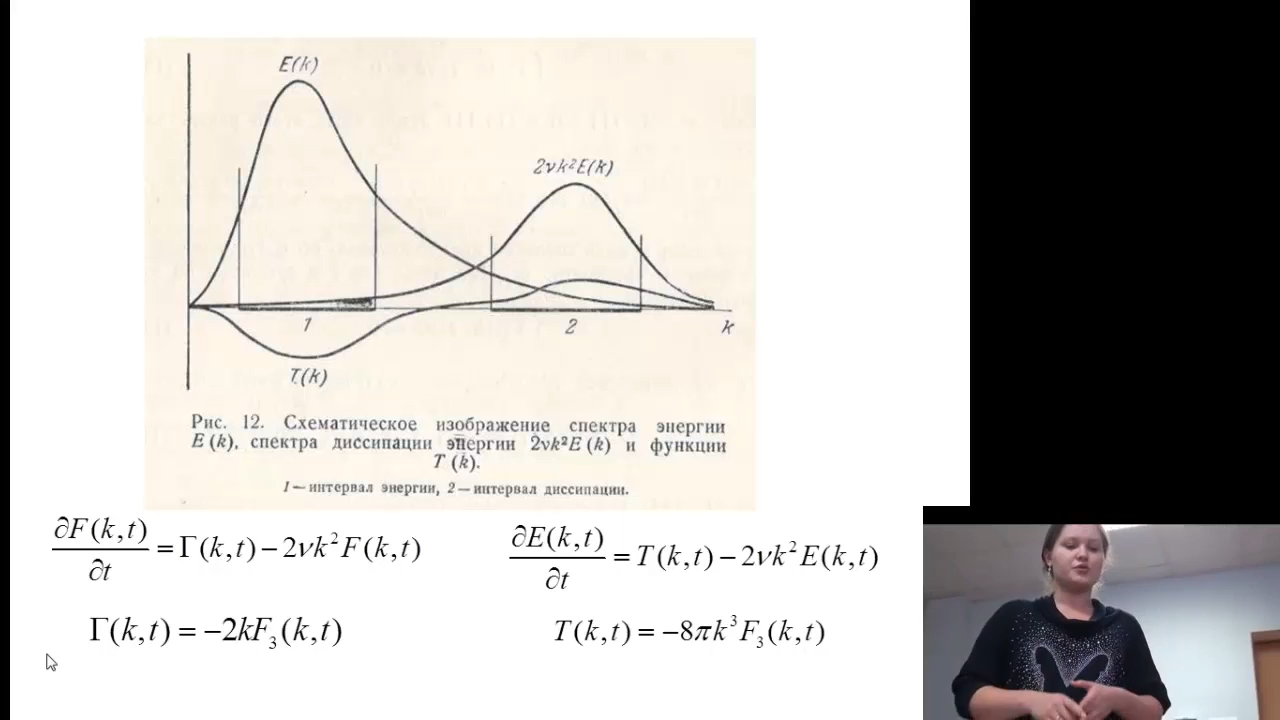 E(k)
2νk²E(k)
1
2
k
T(k)
Рис. 12. Схематическое изображение спектра энергии
E (k), спектра диссипации энергии 2νk²E (k) и функции
T (k).
1 — интервал энергии, 2 — интервал диссипации.
∂F(k,t)/∂t = Γ(k,t) − 2νk²F(k,t)
∂E(k,t)/∂t = T(k,t) − 2νk²E(k,t)
Γ(k,t) = −2kF₃(k,t)
T(k,t) = −8πk³F₃(k,t)